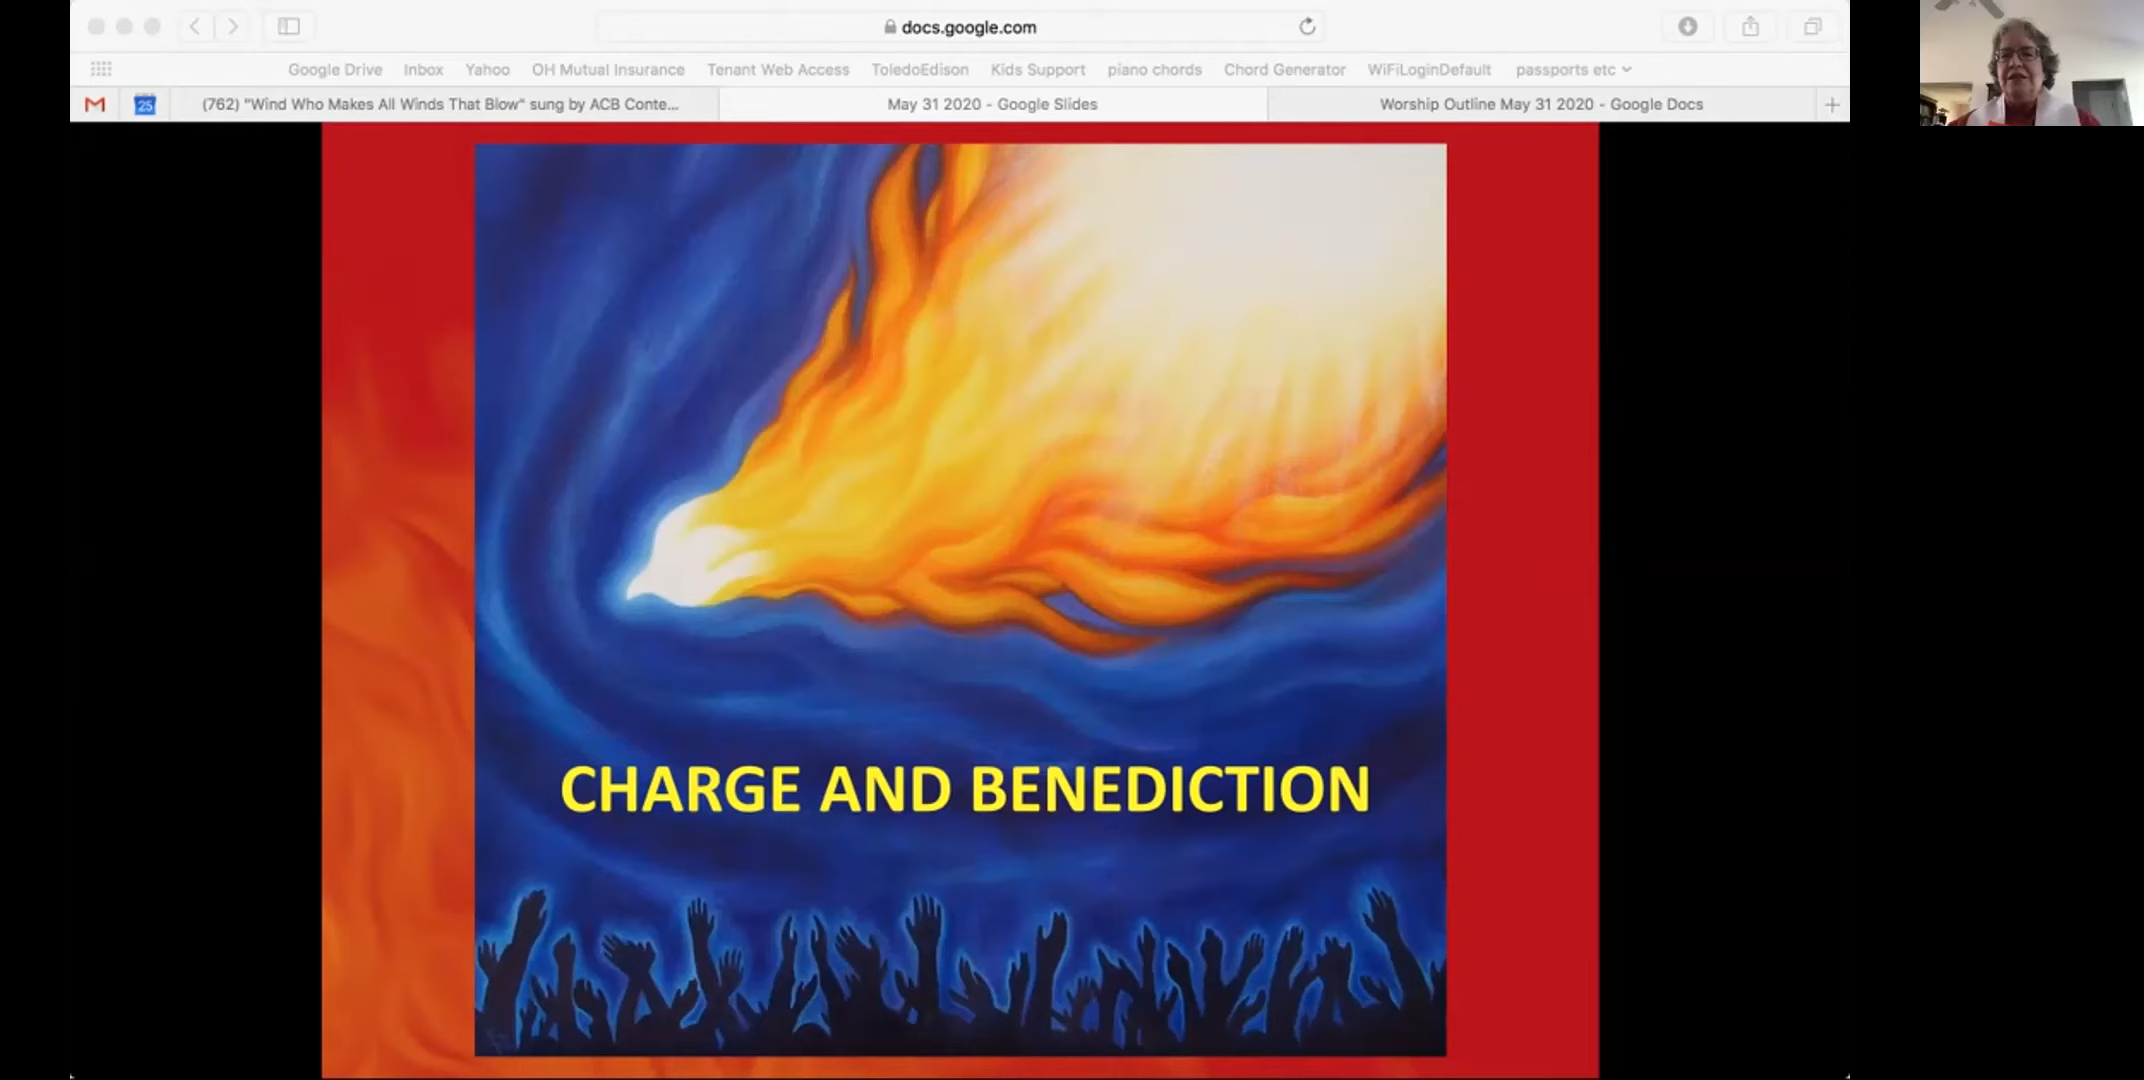 docs.google.com
Google Drive Inbox Yahoo OH Mutual Insurance Tenant Web Access ToledoEdison Kids Support piano chords Chord Generator WiFiLoginDefault passports etc
M 25 (762) "Wind Who Makes All Winds That Blow" sung by ACB Conte... May 31 2020 - Google Slides Worship Outline May 31 2020 - Google Docs
CHARGE AND BENEDICTION